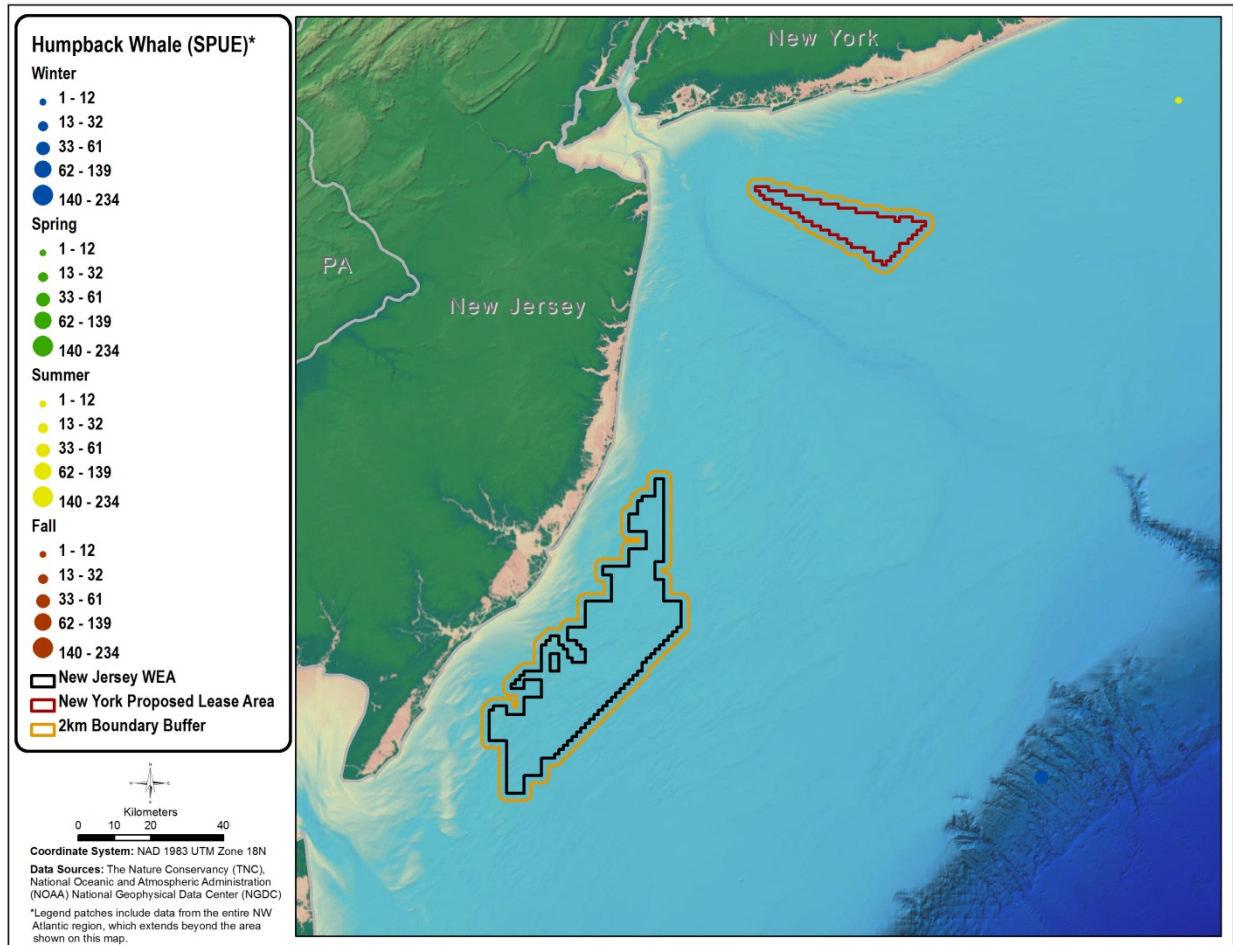 Humpback Whale (SPUE)*
Winter
1 - 12
13 - 32
33 - 61
62 - 139
140 - 234
Spring
1 - 12
13 - 32
33 - 61
62 - 139
140 - 234
Summer
1 - 12
13 - 32
33 - 61
62 - 139
140 - 234
Fall
1 - 12
13 - 32
33 - 61
62 - 139
140 - 234
New Jersey WEA
New York Proposed Lease Area
2km Boundary Buffer
N
W E
S
Kilometers
0 10 20 40
Coordinate System: NAD 1983 UTM Zone 18N
Data Sources: The Nature Conservancy (TNC),
National Oceanic and Atmospheric Administration
(NOAA) National Geophysical Data Center (NGDC)
*Legend patches include data from the entire NW
Atlantic region, which extends beyond the area
shown on this map.
New York
PA
New Jersey